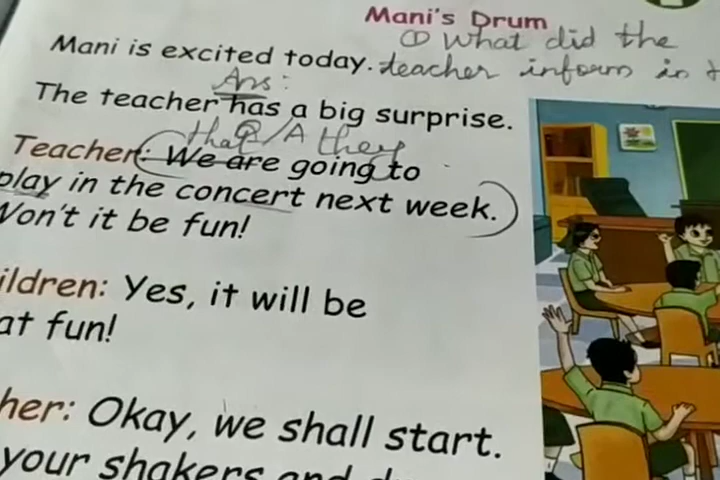 Mani's Drum
① What did the
Mani is excited today. teacher inform in
Ans:
The teacher has a big surprise.
that Q/A they
Teacher: We are going to
play in the concert next week.
Won't it be fun!
ildren: Yes, it will be
at fun!
her: Okay, we shall start.
your shakers and